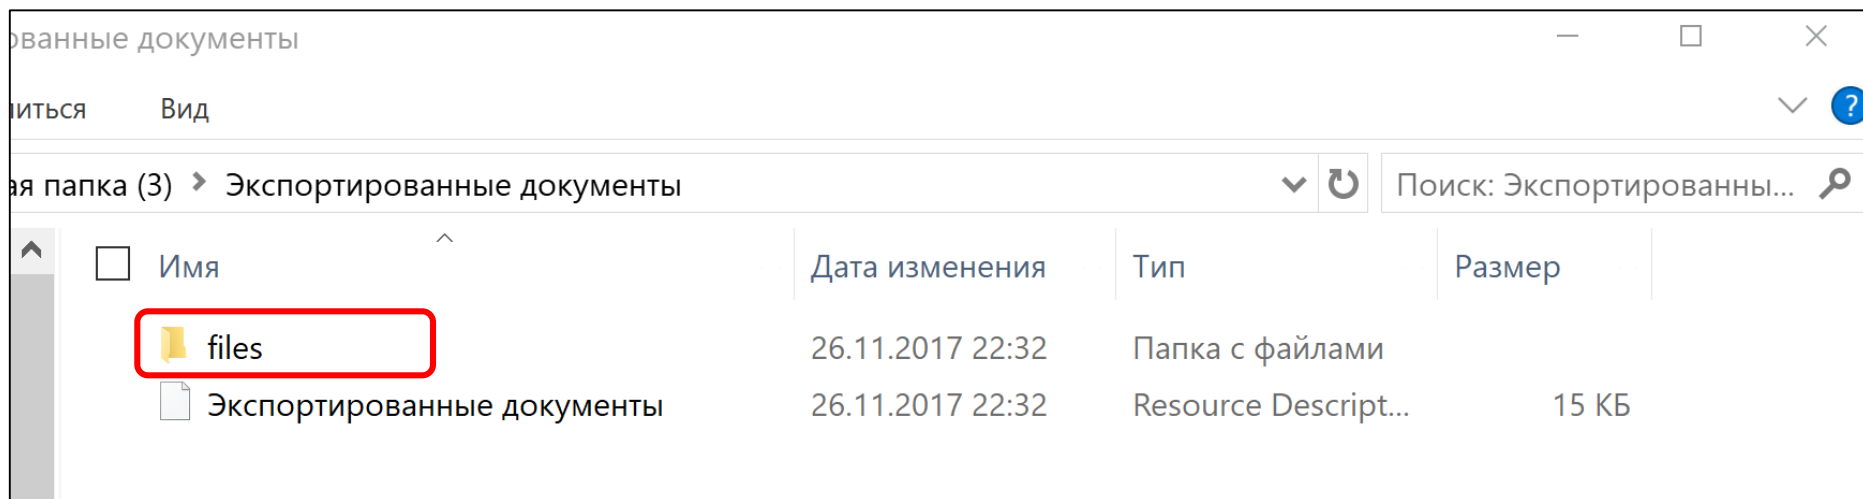 ованные документы
иться Вид
ая папка (3) Экспортированные документы Поиск: Экспортированны...
Имя Дата изменения Тип Размер
files 26.11.2017 22:32 Папка с файлами
Экспортированные документы 26.11.2017 22:32 Resource Descript... 15 КБ